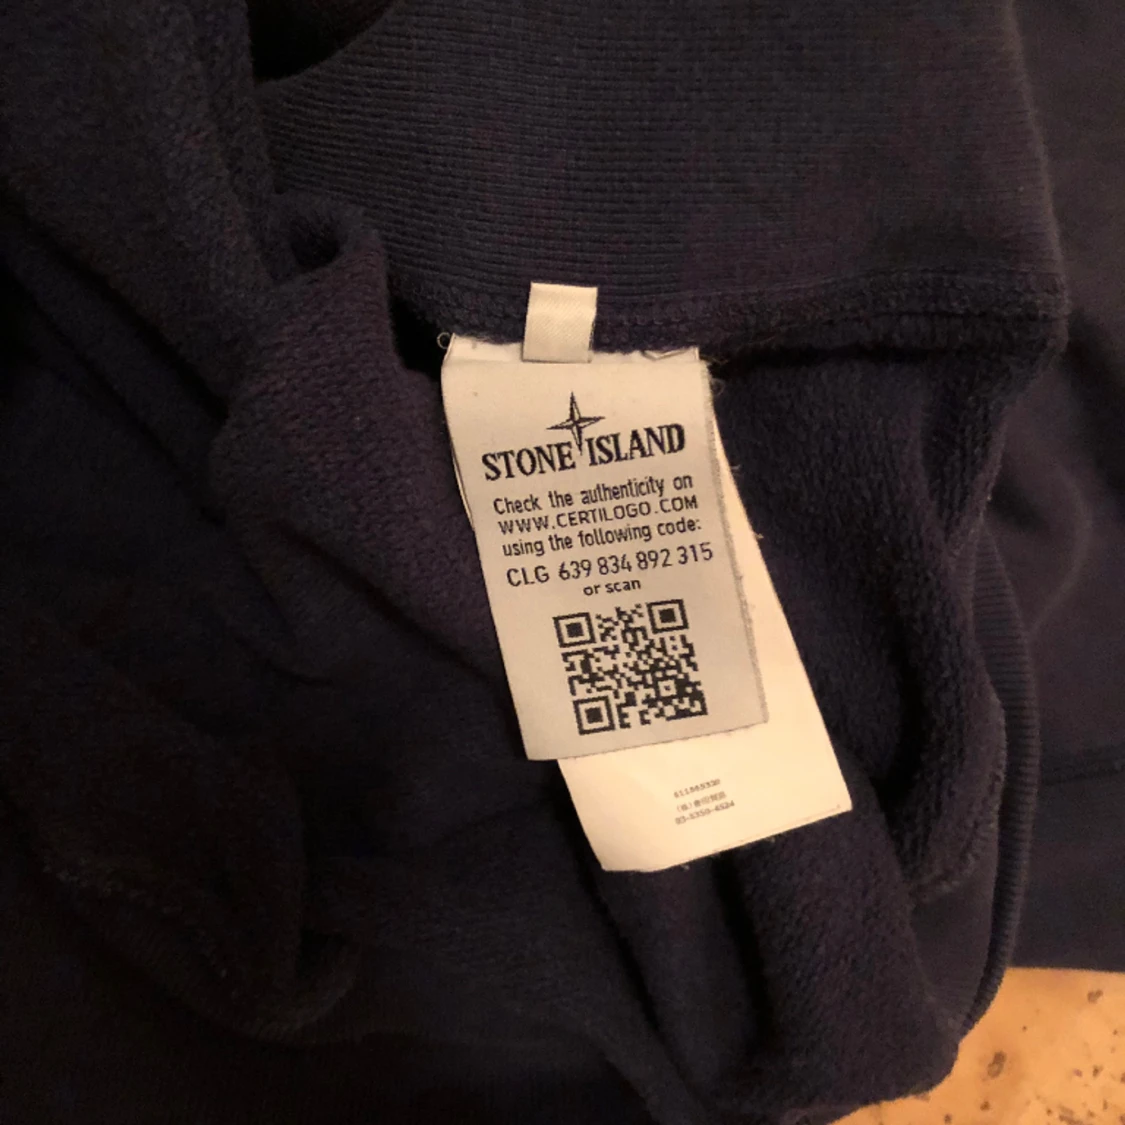 STONE ISLAND
Check the authenticity on
WWW.CERTILOGO.COM
using the following code:
CLG 639 834 892 315
or scan